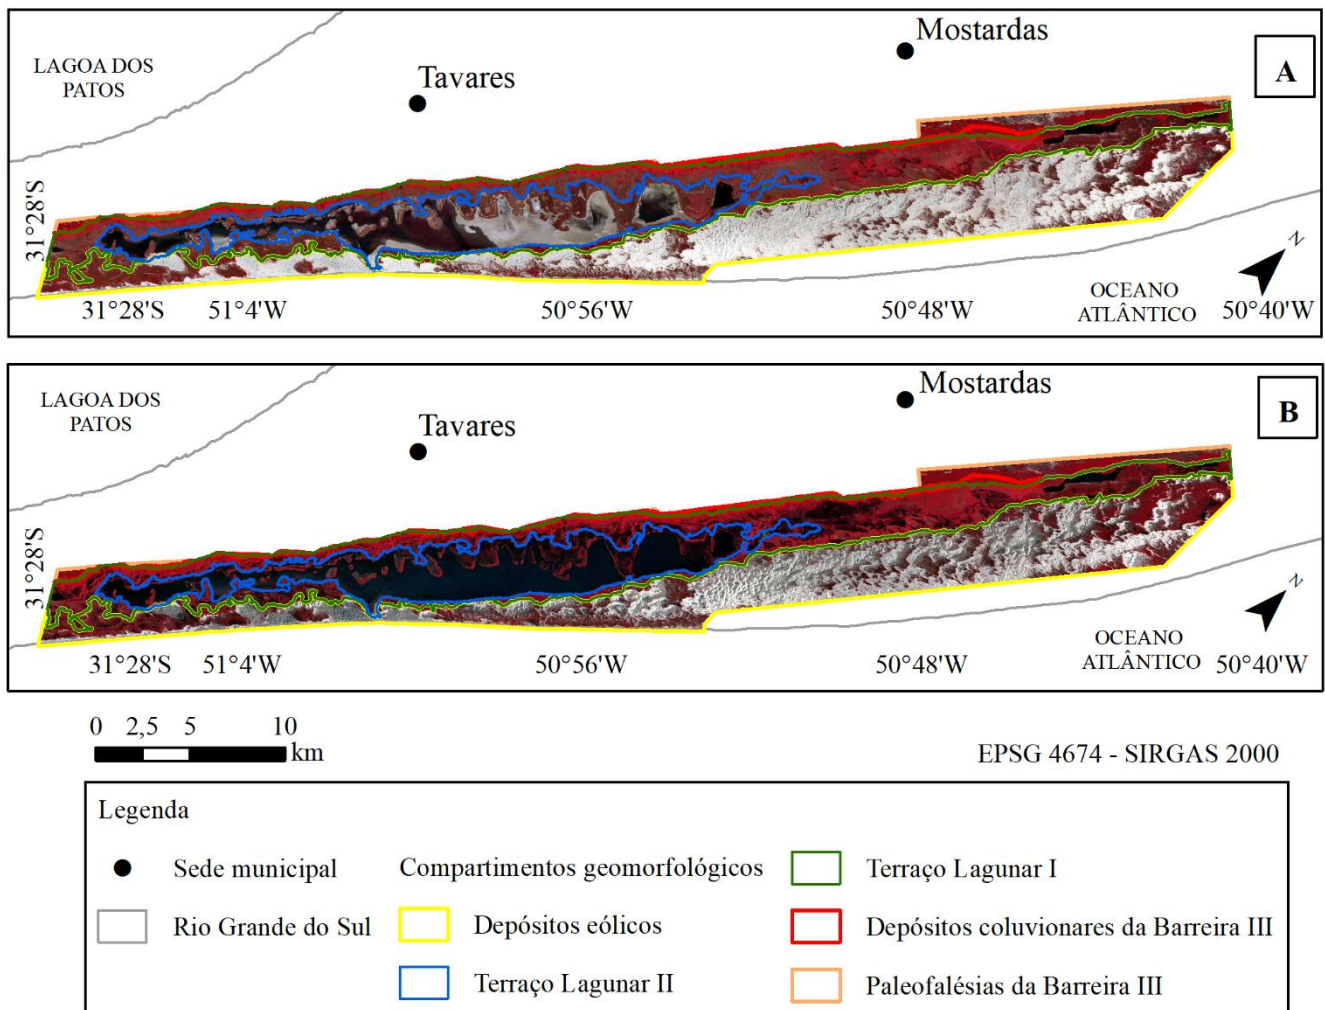 Mostardas
A
LAGOA DOS
PATOS
Tavares
31°28'S
N
OCEANO
ATLÂNTICO
31°28'S 51°4'W 50°56'W 50°48'W 50°40'W
Mostardas
B
LAGOA DOS
PATOS
Tavares
31°28'S
N
OCEANO
ATLÂNTICO
31°28'S 51°4'W 50°56'W 50°48'W 50°40'W
0 2,5 5 10
km
EPSG 4674 - SIRGAS 2000
Legenda
Sede municipal
Rio Grande do Sul
Compartimentos geomorfológicos
Depósitos eólicos
Terraço Lagunar II
Terraço Lagunar I
Depósitos coluvionares da Barreira III
Paleofalésias da Barreira III